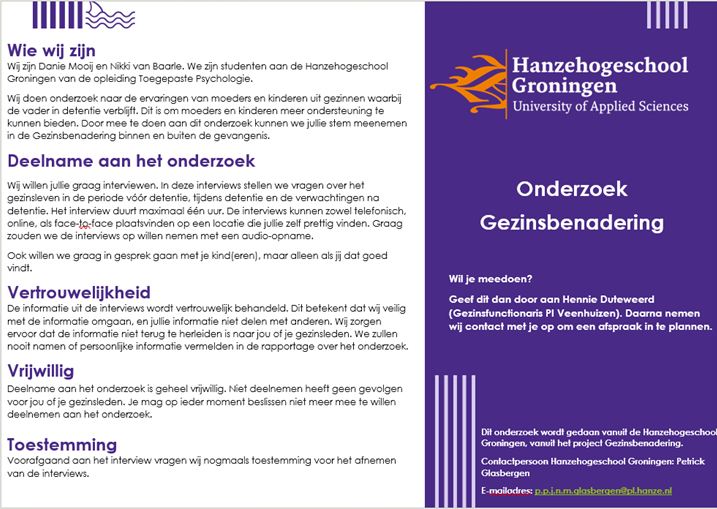 Wie wij zijn
Wij zijn Danie Mooij en Nikki van Baarle. We zijn studenten aan de Hanzehogeschool
Groningen van de opleiding Toegepaste Psychologie.
Wij doen onderzoek naar de ervaringen van moeders en kinderen uit gezinnen waarbij
de vader in detentie verblijft. Dit is om moeders en kinderen meer ondersteuning te
kunnen bieden. Door mee te doen aan dit onderzoek kunnen we jullie stem meenemen
in de Gezinsbenadering binnen en buiten de gevangenis.
Deelname aan het onderzoek
Wij willen jullie graag interviewen. In deze interviews stellen we vragen over het
gezinsleven in de periode vóór detentie, tijdens detentie en de verwachtingen na
detentie. Het interview duurt maximaal één uur. De interviews kunnen zowel telefonisch,
online, als face-to-face plaatsvinden op een locatie die jullie zelf prettig vinden. Graag
zouden we de interviews op willen nemen met een audio-opname.
Ook willen we graag in gesprek gaan met je kind(eren), maar alleen als jij dat goed
vindt.
Vertrouwelijkheid
De informatie uit de interviews wordt vertrouwelijk behandeld. Dit betekent dat wij veilig
met de informatie omgaan, en jullie informatie niet delen met anderen. Wij zorgen
ervoor dat de informatie niet terug te herleiden is naar jou of je gezinsleden. We zullen
nooit namen of persoonlijke informatie vermelden in de rapportage over het onderzoek.
Vrijwillig
Deelname aan het onderzoek is geheel vrijwillig. Niet deelnemen heeft geen gevolgen
voor jou of je gezinsleden. Je mag op ieder moment beslissen niet meer mee te willen
deelnemen aan het onderzoek.
Toestemming
Voorafgaand aan het interview vragen wij nogmaals toestemming voor het afnemen
van de interviews.
Hanzehogeschool
Groningen
University of Applied Sciences
Onderzoek
Gezinsbenadering
Wil je meedoen?
Geef dit dan door aan Hennie Duteweerd
(Gezinsfunctionaris PI Veenhuizen). Daarna nemen
wij contact met je op om een afspraak in te plannen.
Dit onderzoek wordt gedaan vanuit de Hanzehogeschool
Groningen, vanuit het project Gezinsbenadering.
Contactpersoon Hanzehogeschool Groningen: Petrick
Glasbergen
E-mailadres: p.p.j.n.m.glasbergen@pl.hanze.nl